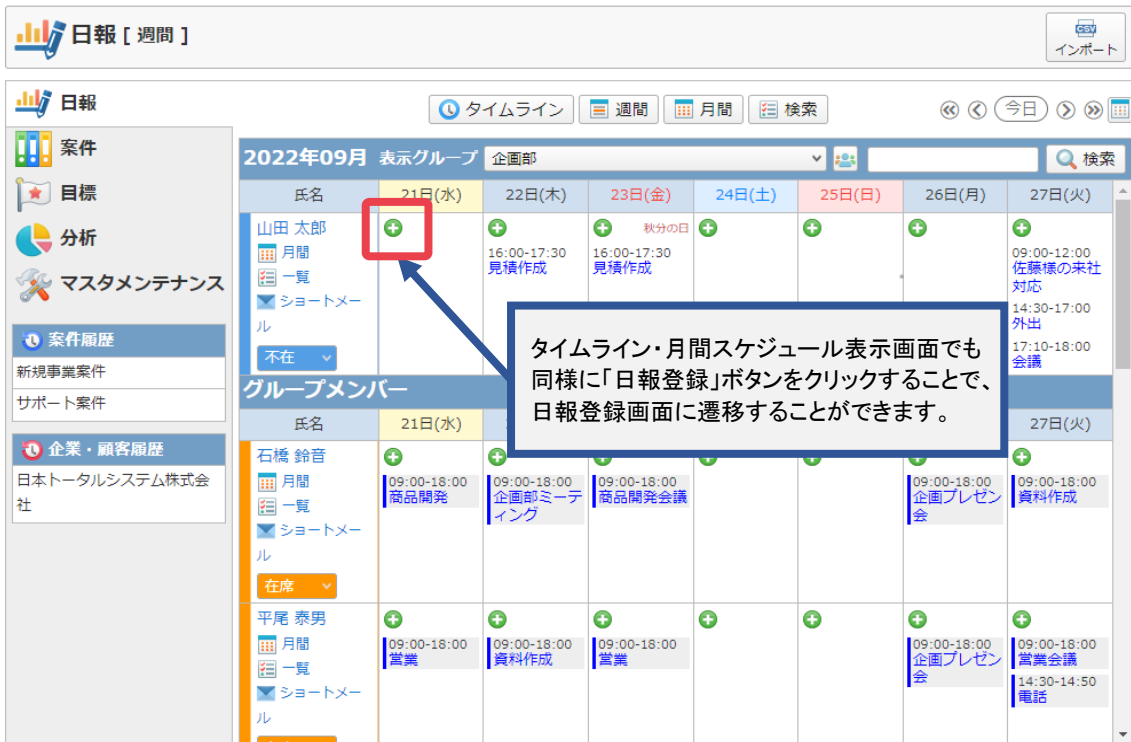 日報 [ 週間 ]
CSV
インポート
日報
タイムライン
週間
月間
検索
今日
案件
目標
分析
マスタメンテナンス
案件履歴
新規事業案件
サポート案件
企業・顧客履歴
日本トータルシステム株式会
社
2022年09月 表示グループ 企画部
検索
氏名 21日(水) 22日(木) 23日(金) 24日(土) 25日(日) 26日(月) 27日(火)
山田 太郎
月間
一覧
ショートメー
ル
不在
16:00-17:30
見積作成
秋分の日
16:00-17:30
見積作成
09:00-12:00
佐藤様の来社
対応
14:30-17:00
外出
17:10-18:00
会議
タイムライン・月間スケジュール表示画面でも
同様に「日報登録」ボタンをクリックすることで、
日報登録画面に遷移することができます。
グループメンバー
氏名 21日(水) 27日(火)
石橋 鈴音
月間
一覧
ショートメー
ル
在席
09:00-18:00
商品開発
09:00-18:00
企画部ミーテ
ィング
09:00-18:00
商品開発会議
09:00-18:00
企画プレゼン
会
09:00-18:00
資料作成
平尾 泰男
月間
一覧
ショートメー
ル
09:00-18:00
営業
09:00-18:00
資料作成
09:00-18:00
営業
09:00-18:00
企画プレゼン
会
09:00-18:00
営業会議
14:30-14:50
電話